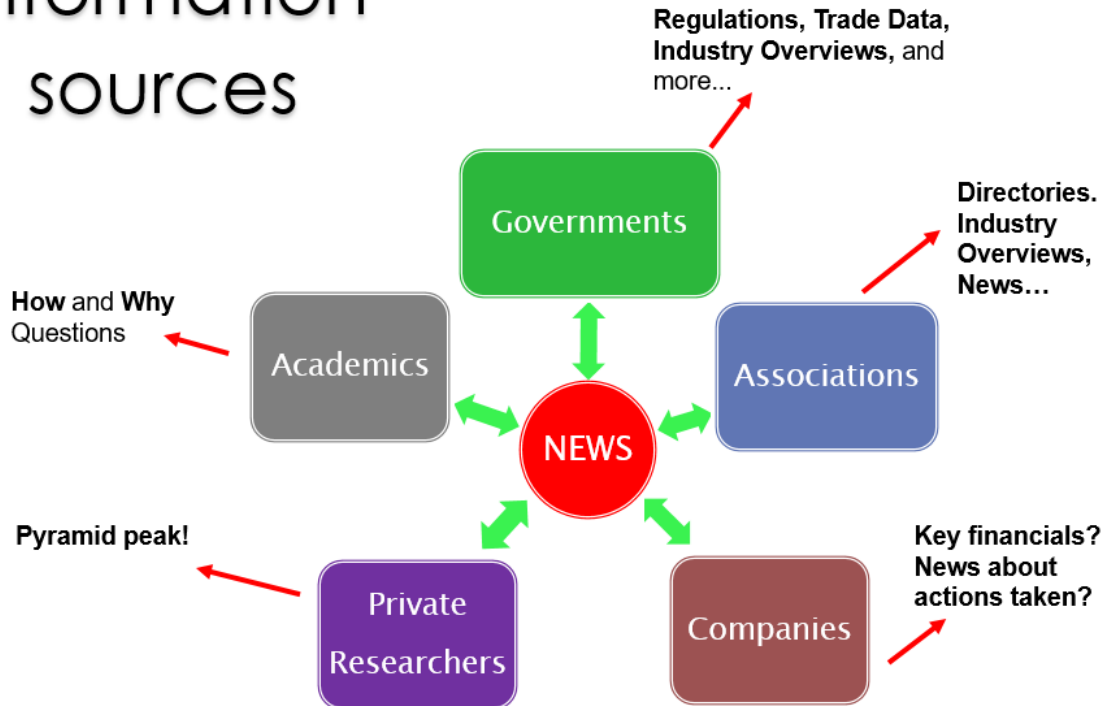 sources
Regulations, Trade Data,
Industry Overviews, and
more...
Governments
Directories.
Industry
Overviews,
News…
How and Why
Questions
Academics
Associations
NEWS
Pyramid peak!
Private
Researchers
Companies
Key financials?
News about
actions taken?